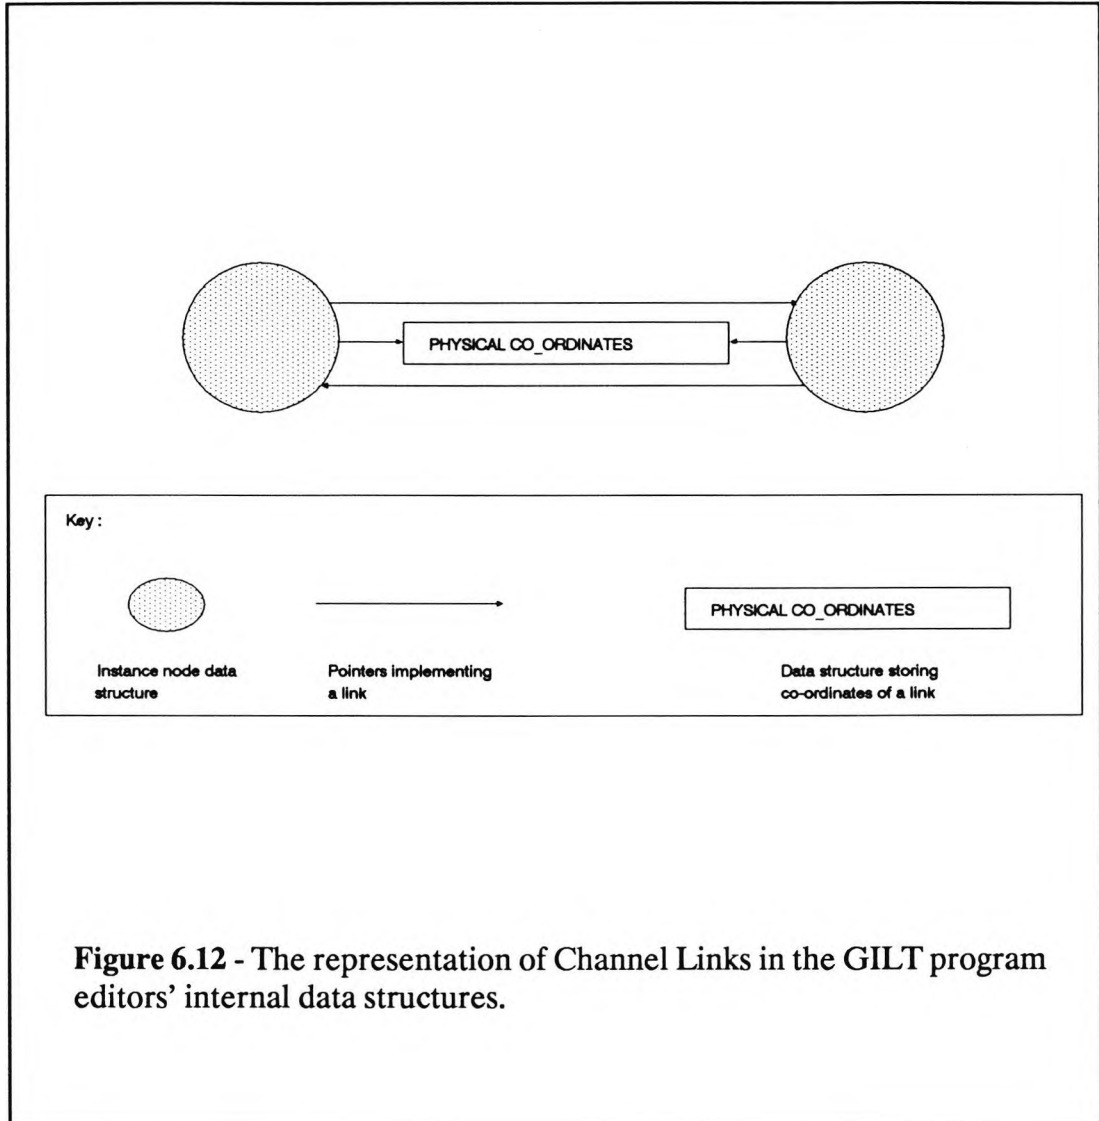 PHYSICAL CO_ORDINATES
Key :
PHYSICAL CO_ORDINATES
Instance node data
structure
Pointers implementing
a link
Data structure storing
co-ordinates of a link
Figure 6.12 - The representation of Channel Links in the GILT program
editors' internal data structures.